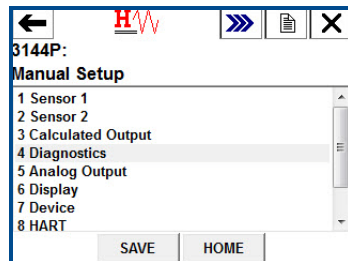 H
3144P:
Manual Setup
1 Sensor 1
2 Sensor 2
3 Calculated Output
4 Diagnostics
5 Analog Output
6 Display
7 Device
8 HART
SAVE HOME